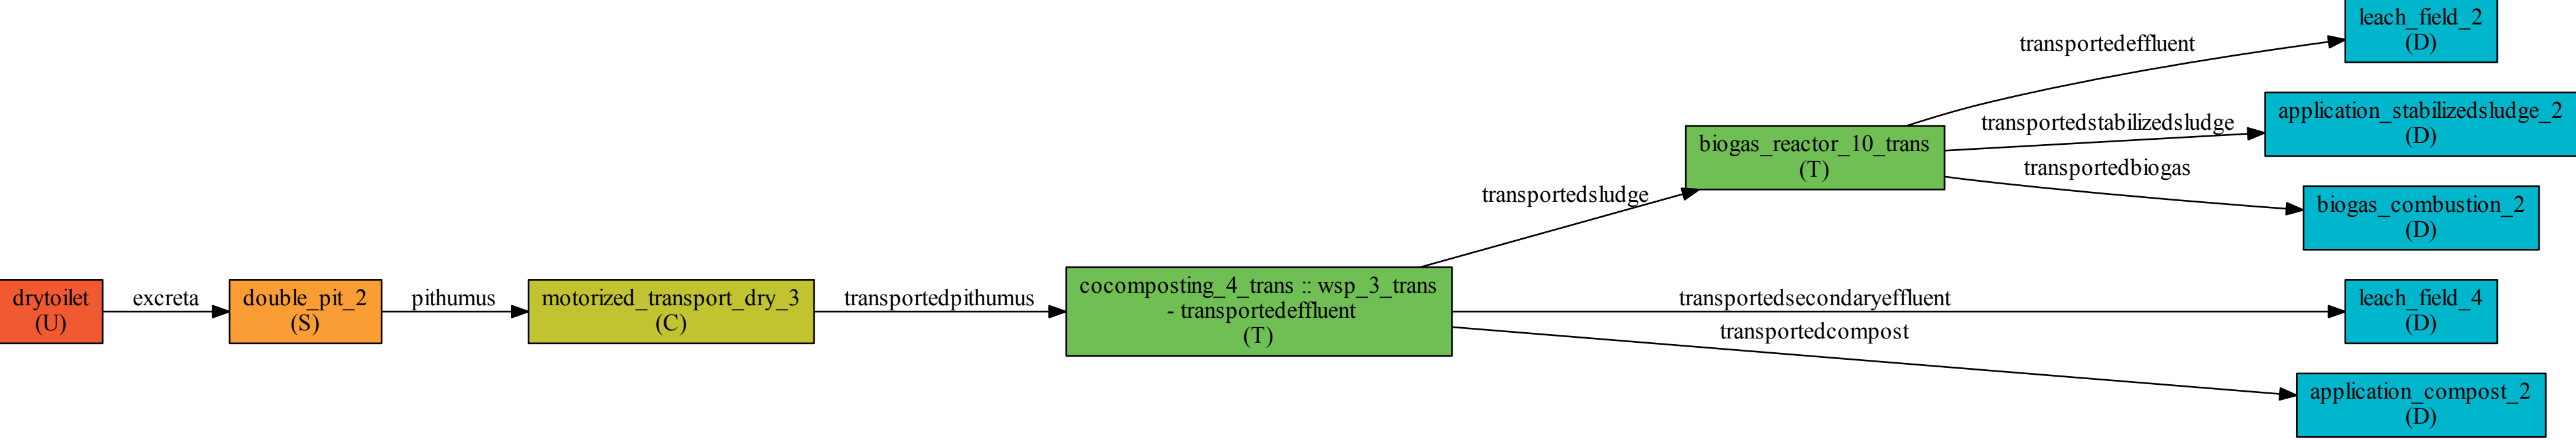 drytoilet
(U)
excreta
double_pit_2
(S)
pithumus
motorized_transport_dry_3
(C)
transportedpithumus
cocomposting_4_trans :: wsp_3_trans
- transportedeffluent
(T)
transportedsludge
biogas_reactor_10_trans
(T)
transportedeffluent
leach_field_2
(D)
transportedstabilizedsludge
application_stabilizedsludge_2
(D)
transportedbiogas
biogas_combustion_2
(D)
transportedsecondaryeffluent
leach_field_4
(D)
transportedcompost
application_compost_2
(D)